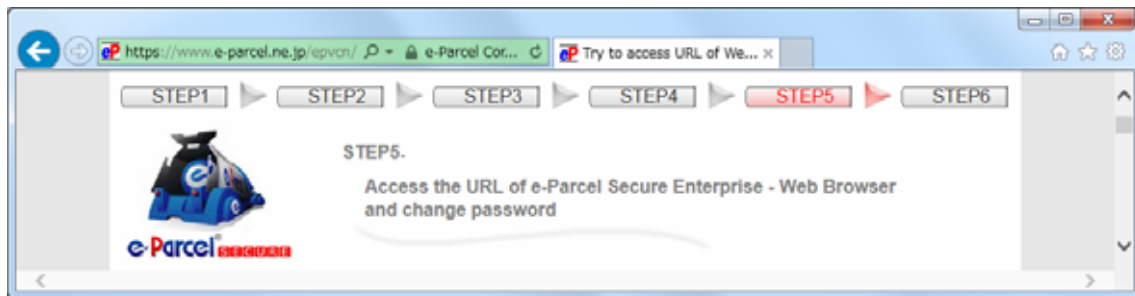 https://www.e-parcel.ne.jp/epvcn/ e-Parcel Cor... Try to access URL of We...
STEP1 STEP2 STEP3 STEP4 STEP5 STEP6
STEP5.
Access the URL of e-Parcel Secure Enterprise - Web Browser
and change password
e-Parcel SECURE